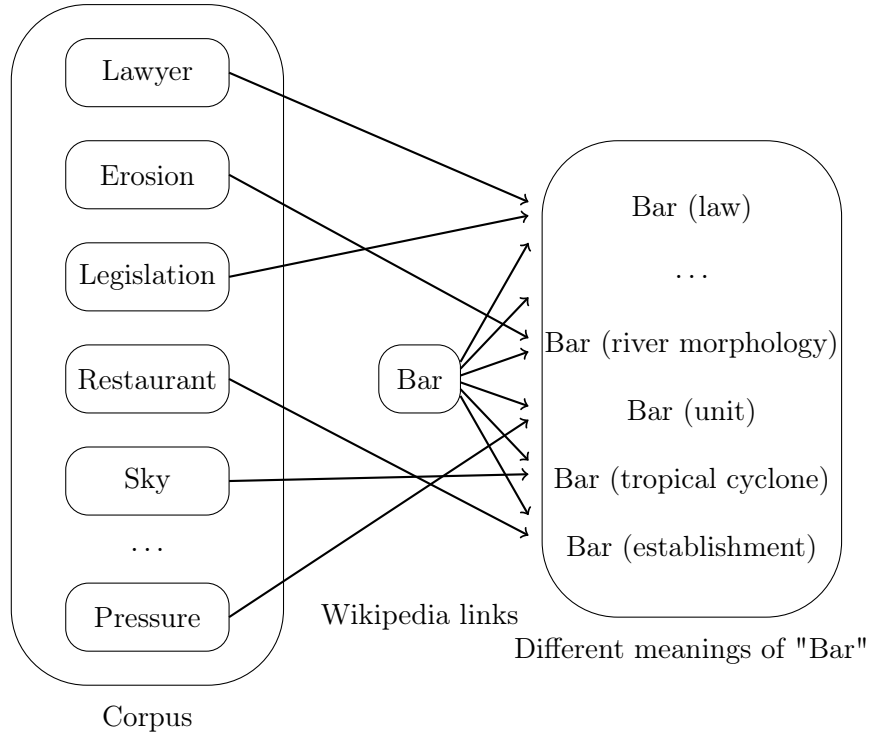 Lawyer
Erosion
Legislation
Restaurant
Sky
. . .
Pressure
Corpus
Bar
Wikipedia links
Bar (law)
. . .
Bar (river morphology)
Bar (unit)
Bar (tropical cyclone)
Bar (establishment)
Different meanings of "Bar"